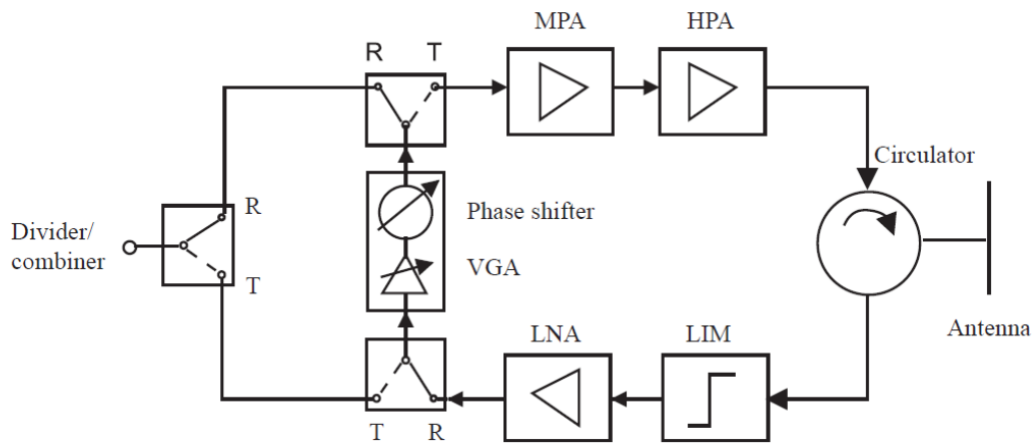 MPA
HPA
R
T
Circulator
R
Phase shifter
Divider/
combiner
VGA
T
Antenna
LNA
LIM
T
R